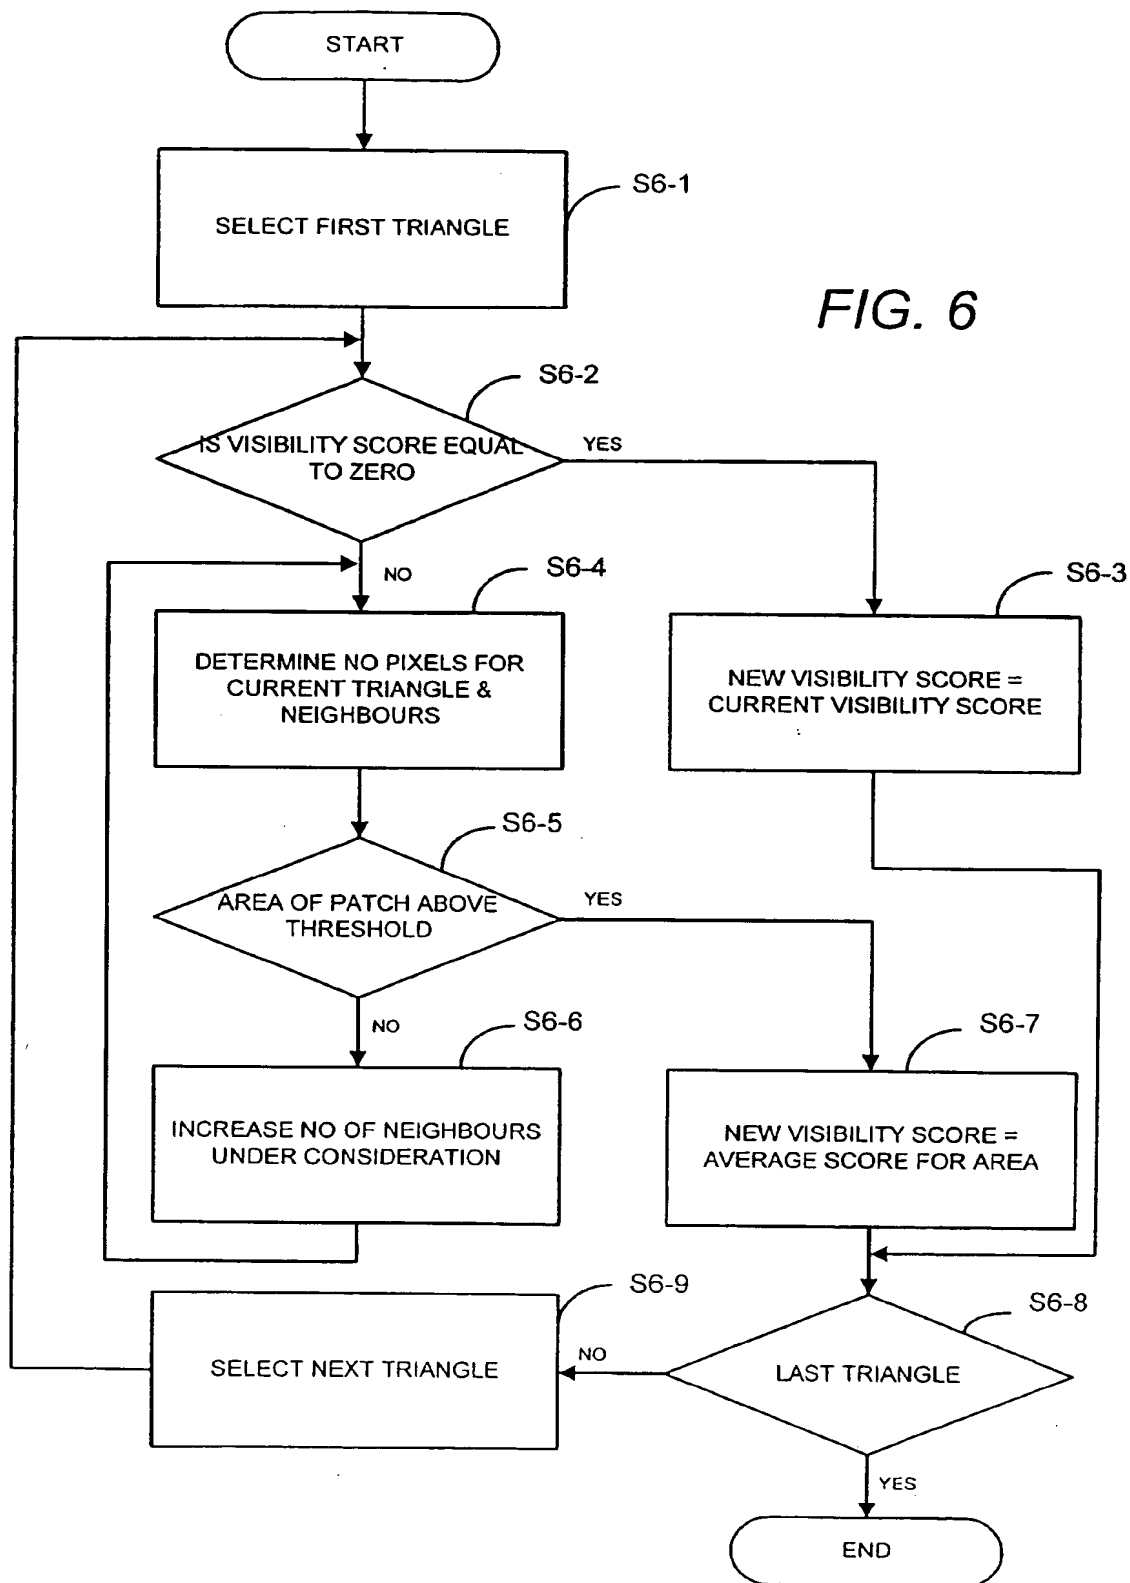 START
S6-1
SELECT FIRST TRIANGLE
FIG. 6
S6-2
IS VISIBILITY SCORE EQUAL
TO ZERO
YES
NO
S6-4
S6-3
DETERMINE NO PIXELS FOR
CURRENT TRIANGLE &
NEIGHBOURS
NEW VISIBILITY SCORE =
CURRENT VISIBILITY SCORE
S6-5
AREA OF PATCH ABOVE
THRESHOLD
YES
NO
S6-6
S6-7
INCREASE NO OF NEIGHBOURS
UNDER CONSIDERATION
NEW VISIBILITY SCORE =
AVERAGE SCORE FOR AREA
S6-9
S6-8
SELECT NEXT TRIANGLE
NO
LAST TRIANGLE
YES
END